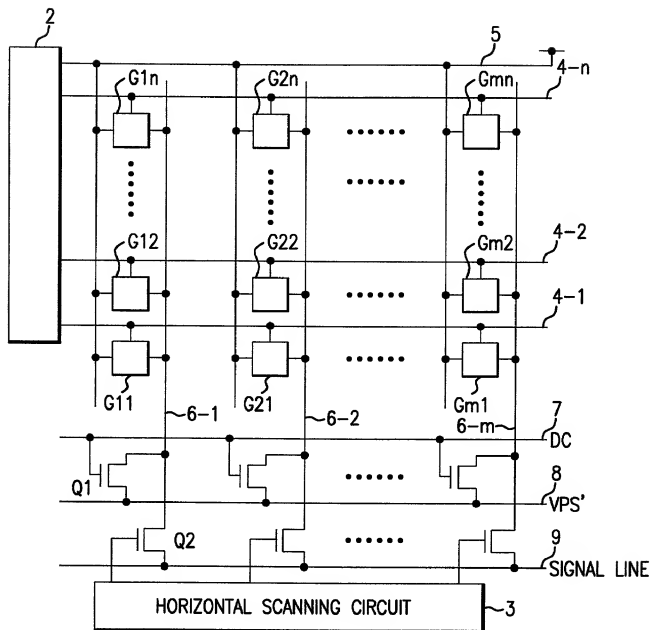 2
5
G1n
G2n
Gmn
4-n
G12
G22
Gm2
4-2
4-1
G11
G21
Gm1
6-1
6-2
6-m
7
DC
Q1
8
VPS'
Q2
9
SIGNAL LINE
HORIZONTAL SCANNING CIRCUIT
3